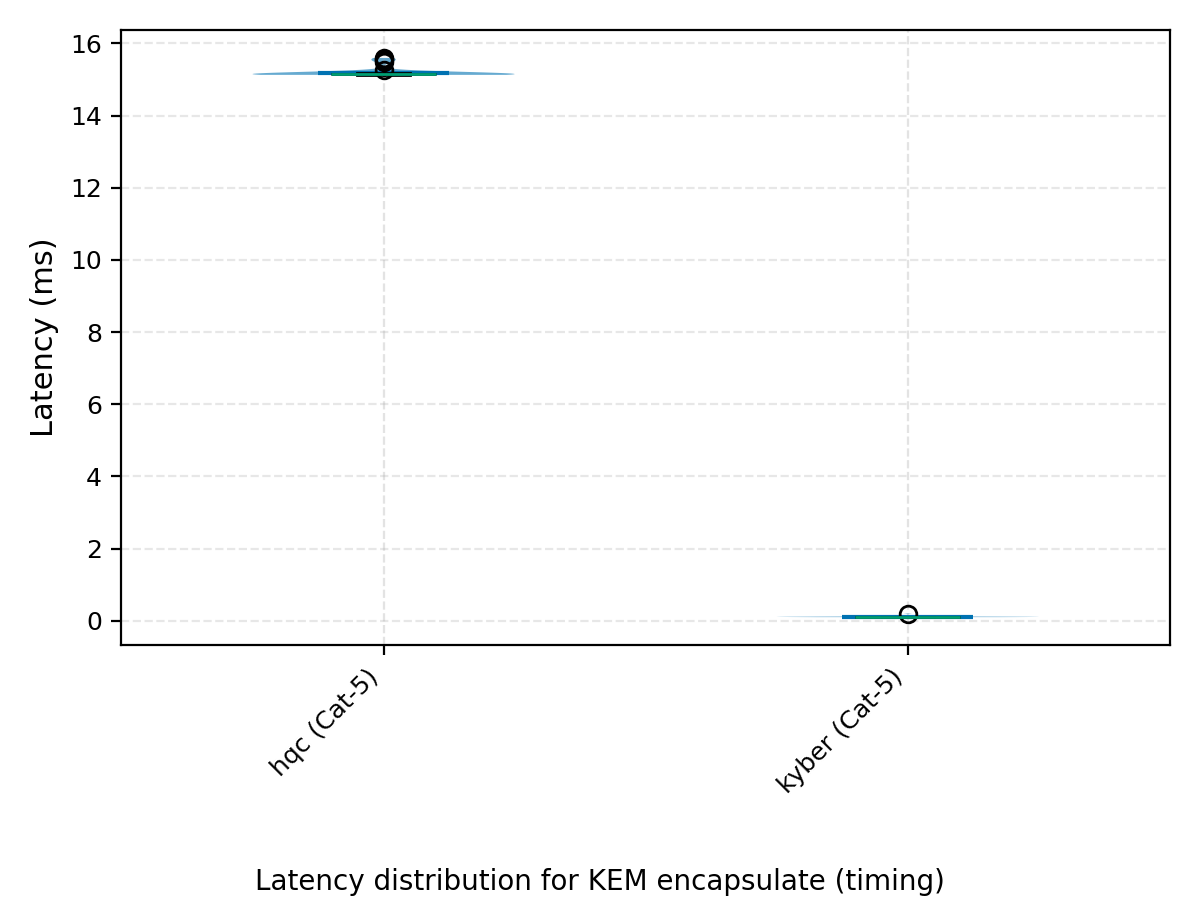 16
14
12
10
8
6
4
2
0
Latency (ms)
hqc (Cat-5)
kyber (Cat-5)
Latency distribution for KEM encapsulate (timing)